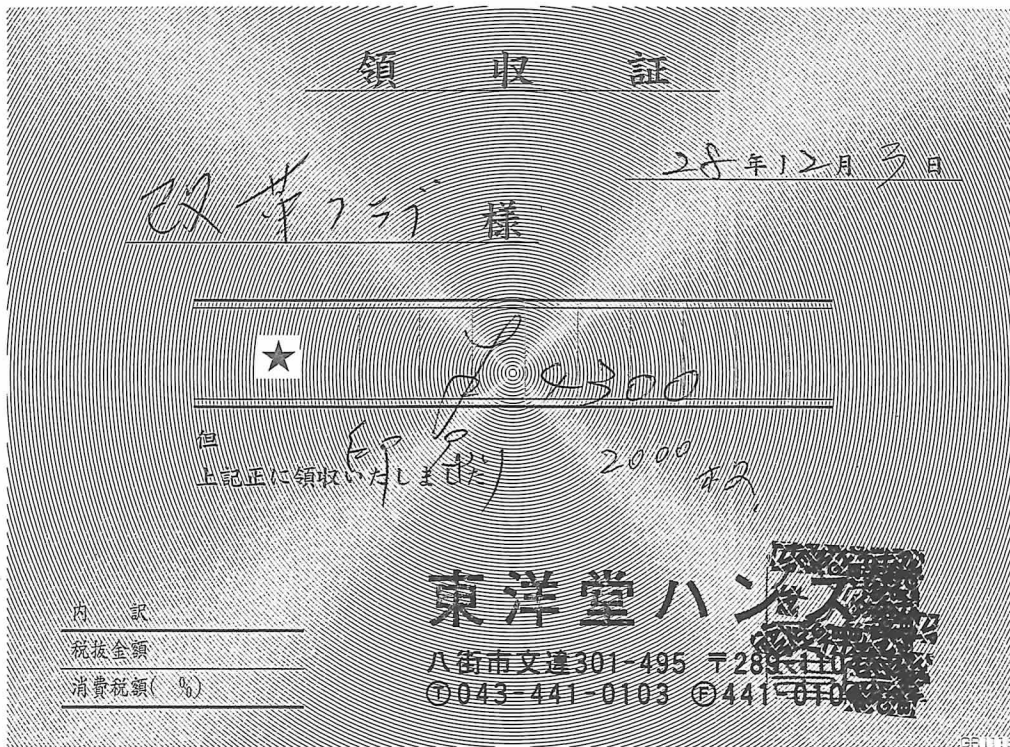 領収証
28年12月3日
改革クラブ 様
★ ¥4300
但 印刷 2000枚
上記正に領収いたしました
内訳
税抜金額
消費税額( %)
東洋堂ハンズ
八街市文違301-495 〒289-110
Ⓣ043-441-0103 Ⓕ441-010